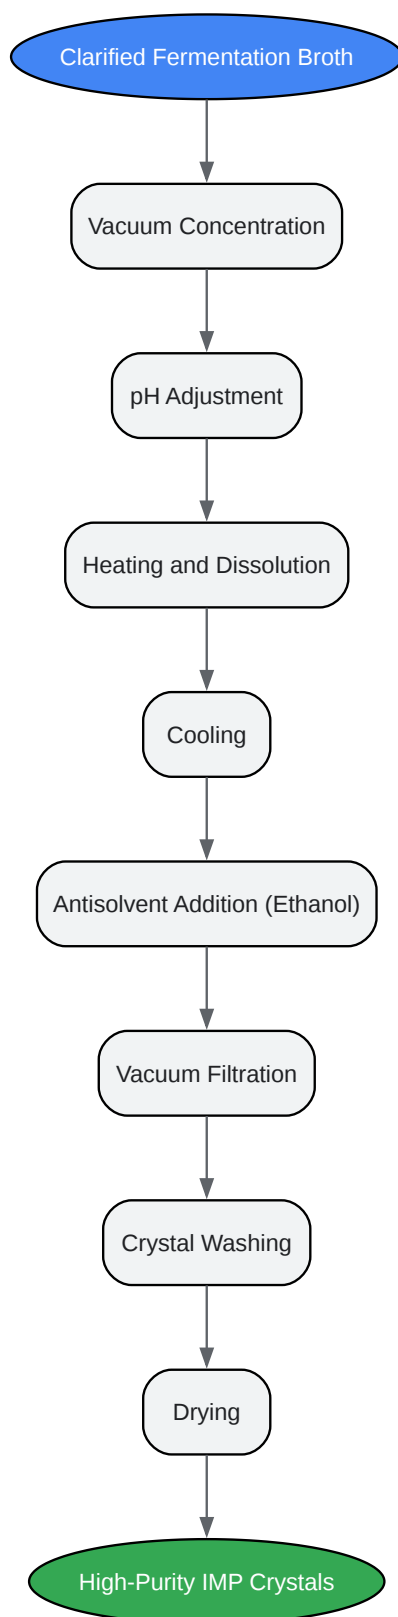 Clarified Fermentation Broth
Vacuum Concentration
pH Adjustment
Heating and Dissolution
Cooling
Antisolvent Addition (Ethanol)
Vacuum Filtration
Crystal Washing
Drying
High-Purity IMP Crystals